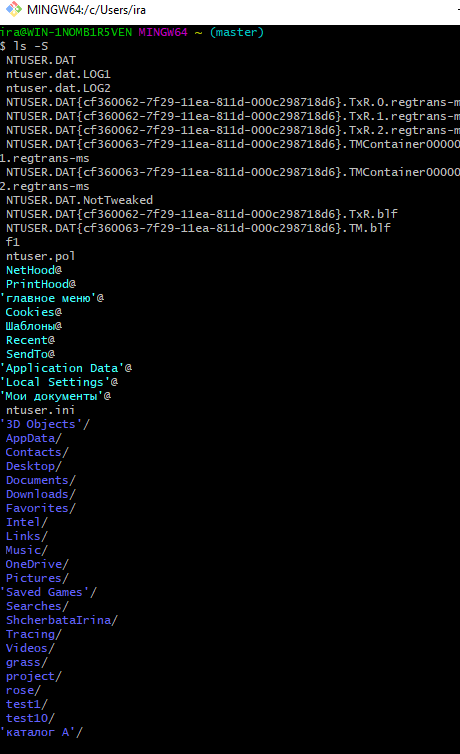 MINGW64:/c/Users/ira
ira@WIN-1NOMB1R5VEN MINGW64 ~ (master)
$ ls -S
NTUSER.DAT
ntuser.dat.LOG1
ntuser.dat.LOG2
NTUSER.DAT{cf360062-7f29-11ea-811d-000c298718d6}.TxR.0.regtrans-m
NTUSER.DAT{cf360062-7f29-11ea-811d-000c298718d6}.TxR.1.regtrans-m
NTUSER.DAT{cf360062-7f29-11ea-811d-000c298718d6}.TxR.2.regtrans-m
NTUSER.DAT{cf360063-7f29-11ea-811d-000c298718d6}.TMContainer00000
1.regtrans-ms
NTUSER.DAT{cf360063-7f29-11ea-811d-000c298718d6}.TMContainer00000
2.regtrans-ms
NTUSER.DAT.NotTweaked
NTUSER.DAT{cf360062-7f29-11ea-811d-000c298718d6}.TxR.blf
NTUSER.DAT{cf360063-7f29-11ea-811d-000c298718d6}.TM.blf
f1
ntuser.pol
NetHood@
PrintHood@
'главное меню'@
Cookies@
Шаблоны@
Recent@
SendTo@
'Application Data'@
'Local Settings'@
'Мои документы'@
ntuser.ini
'3D Objects'/
AppData/
Contacts/
Desktop/
Documents/
Downloads/
Favorites/
Intel/
Links/
Music/
OneDrive/
Pictures/
'Saved Games'/
Searches/
ShcherbataIrina/
Tracing/
Videos/
grass/
project/
rose/
test1/
test10/
'каталог А'/